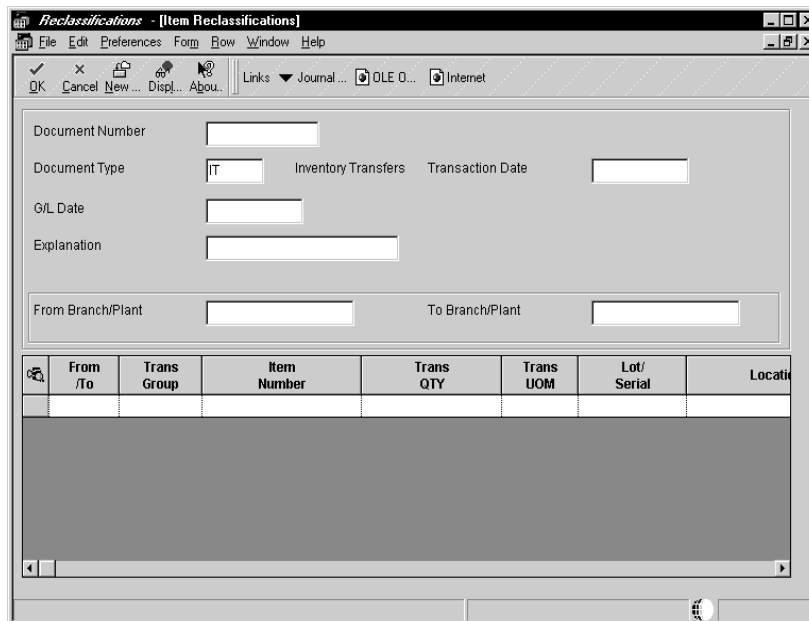 Reclassifications - [Item Reclassifications]
File Edit Preferences Form Row Window Help
OK Cancel New ... Displ... Abou.. Links Journal ... OLE O... Internet
Document Number
Document Type IT Inventory Transfers Transaction Date
G/L Date
Explanation
From Branch/Plant To Branch/Plant
From /To Trans Group Item Number Trans QTY Trans UOM Lot/ Serial Locatio